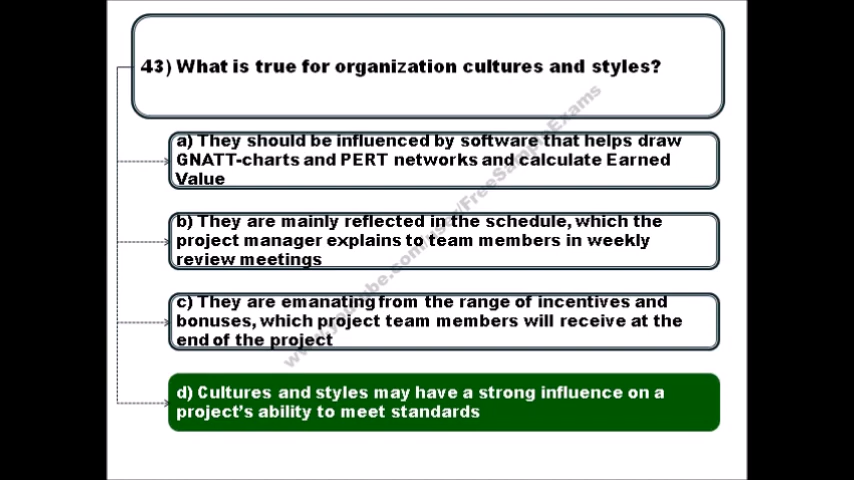 43) What is true for organization cultures and styles?
a) They should be influenced by software that helps draw
GNATT-charts and PERT networks and calculate Earned
Value
b) They are mainly reflected in the schedule, which the
project manager explains to team members in weekly
review meetings
c) They are emanating from the range of incentives and
bonuses, which project team members will receive at the
end of the project
d) Cultures and styles may have a strong influence on a
project's ability to meet standards